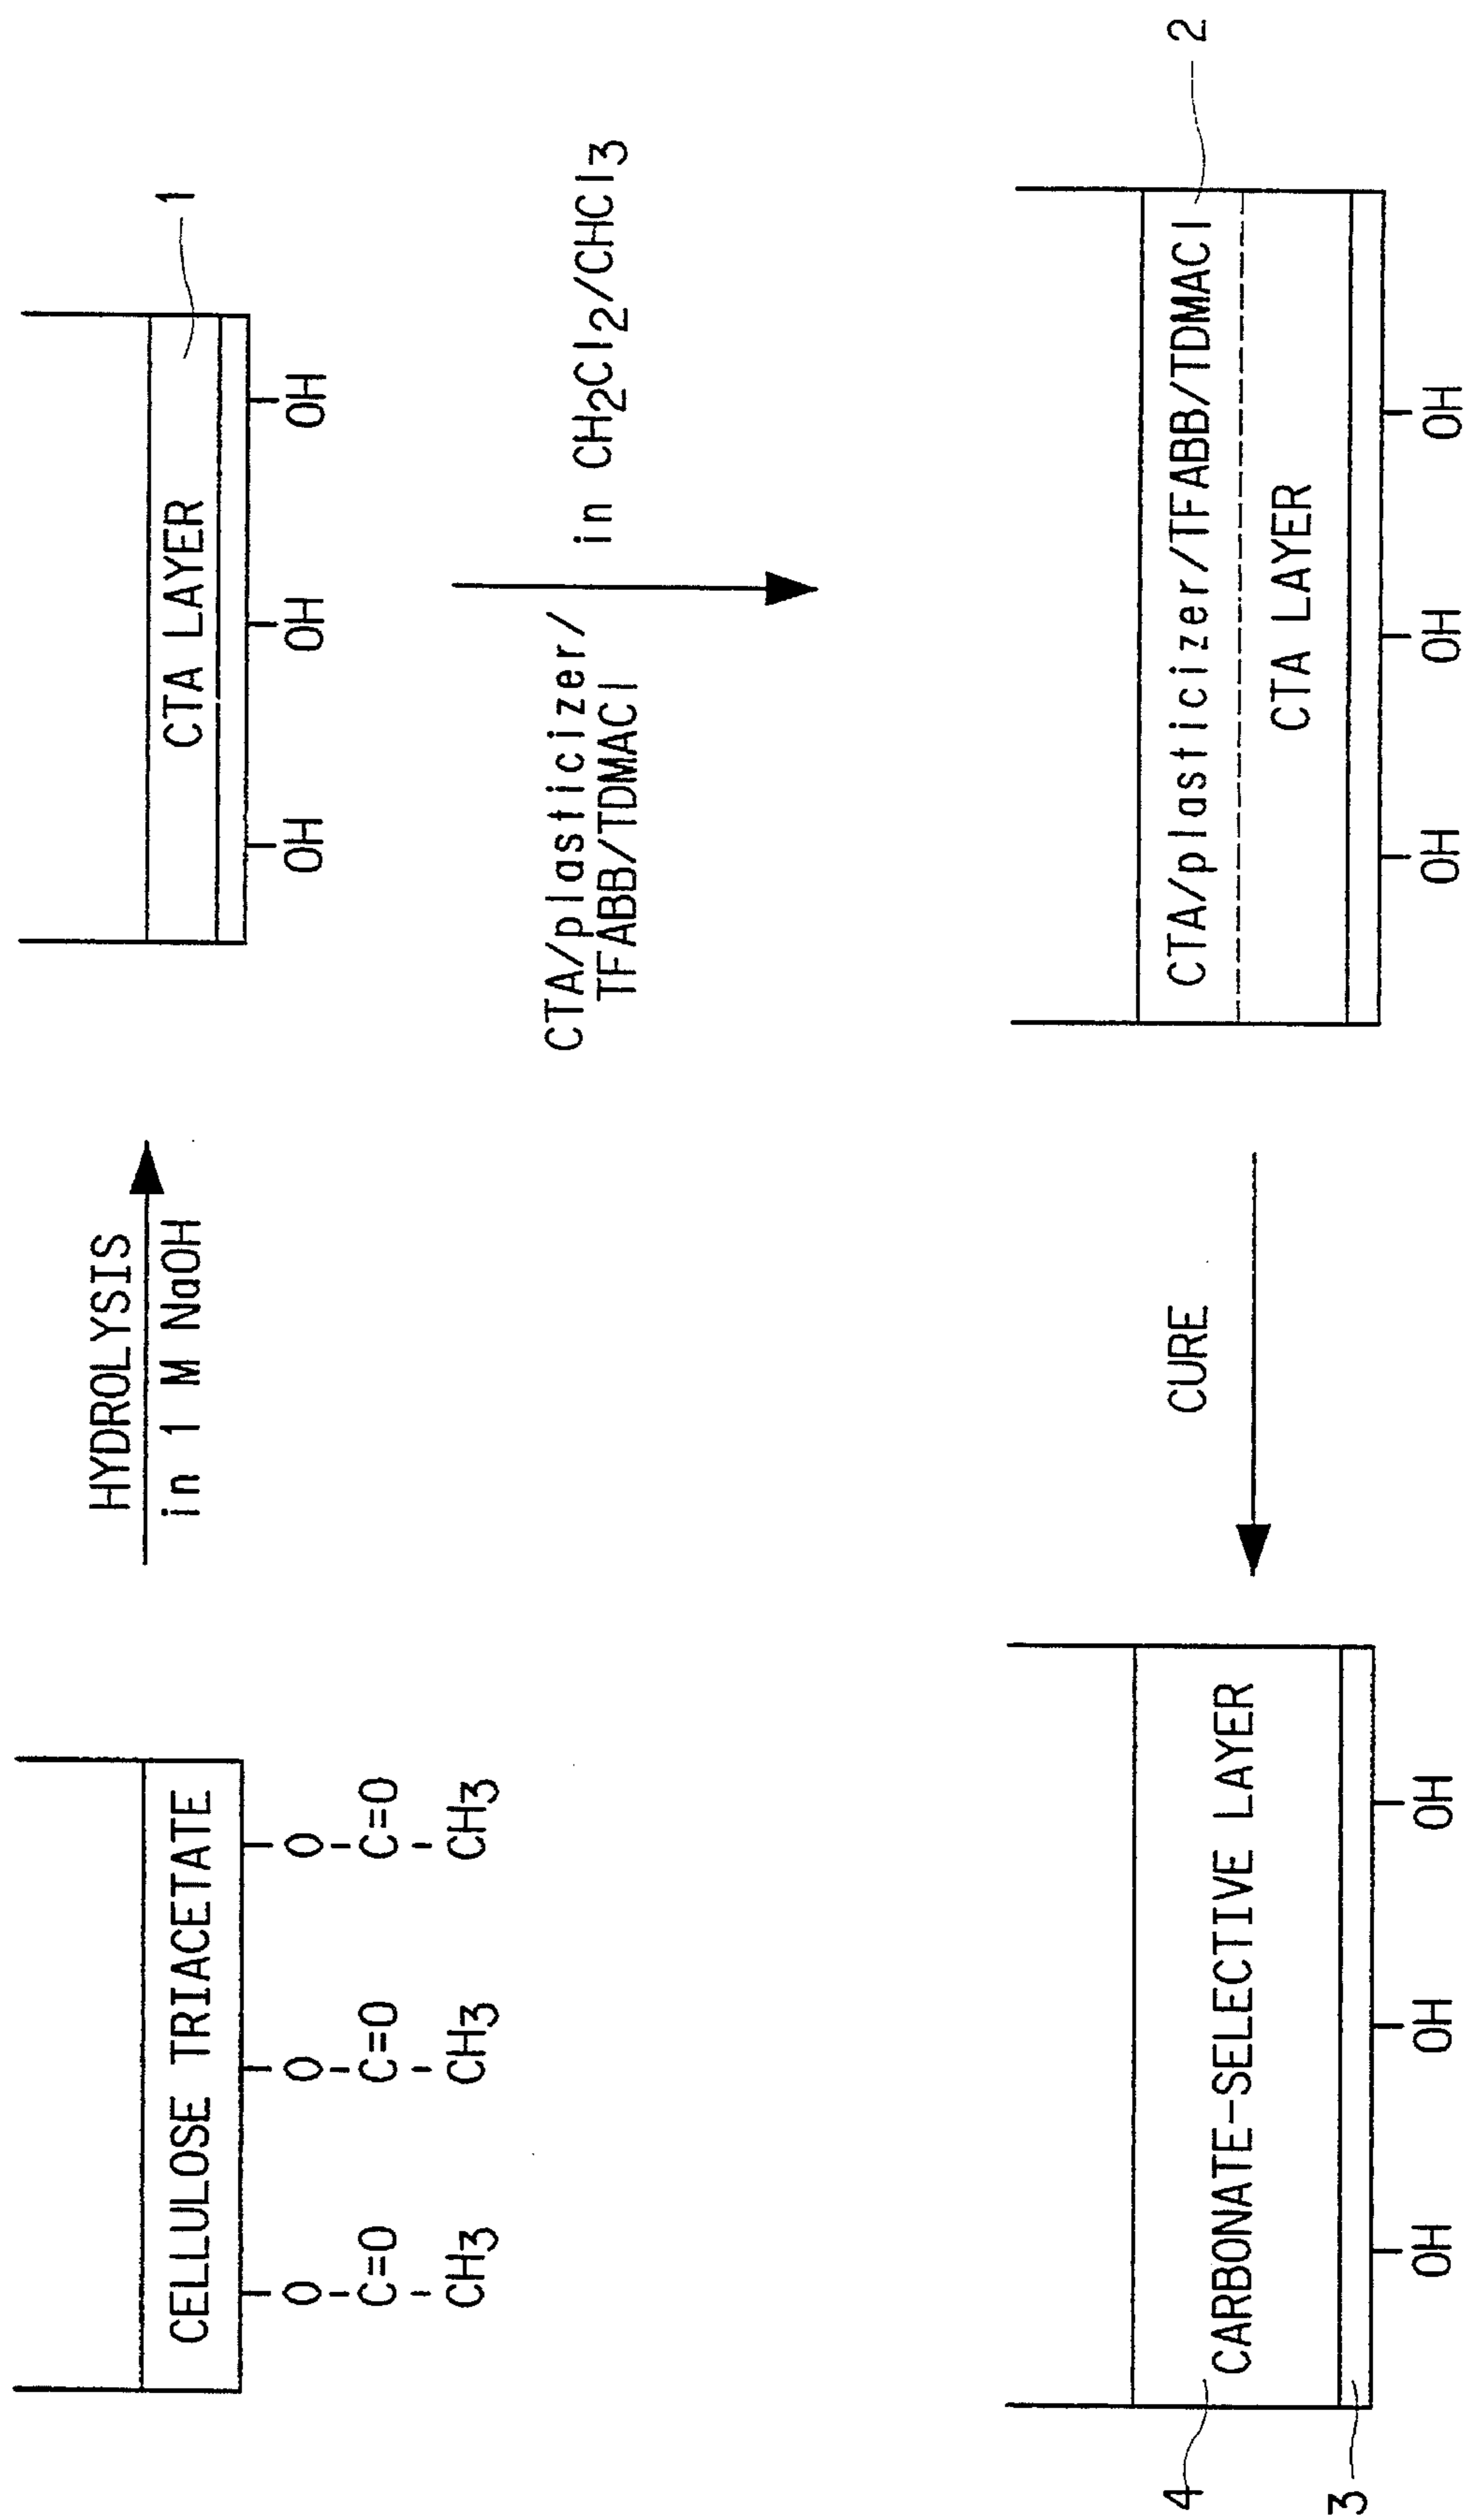 CELLULOSE TRIACETATE
O O O
C=O C=O C=O
CH3 CH3 CH3
HYDROLYSIS
in 1 M NaOH
1
CTA LAYER
OH OH OH
CTA/plasticizer/
TFABB/TDMACl
in CH2Cl2/CHCl3
2
CTA/plasticizer/TFABB/TDMACl
CTA LAYER
OH OH OH
CURE
4
CARBONATE-SELECTIVE LAYER
3
OH OH OH